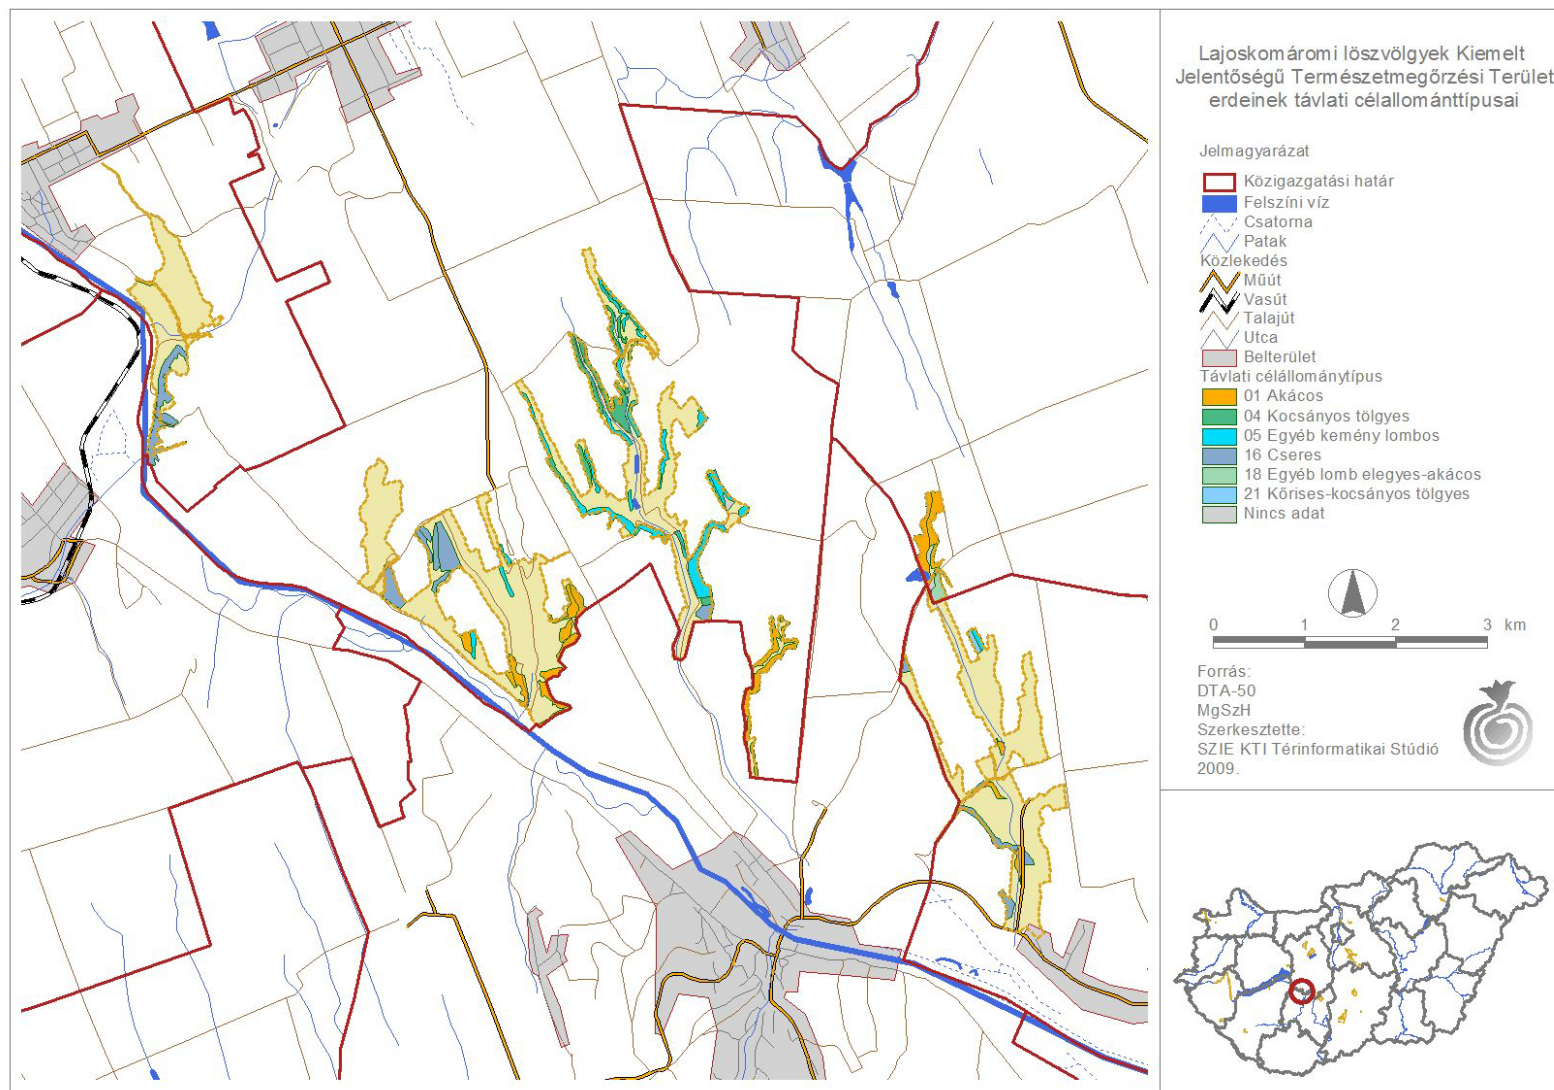 Lajoskomáromi löszvölgyek Kiemelt
Jelentőségű Természetmegőrzési Terület
erdeinek távlati célallománttípusai
Jelmagyarázat
Közigazgatási határ
Felszíni víz
Csatorna
Patak
Közlekedés
Műút
Vasút
Talajút
Utca
Belterület
Távlati célállománytípus
01 Akácos
04 Kocsányos tölgyes
05 Egyéb kemény lombos
16 Cseres
18 Egyéb lomb elegyes-akácos
21 Kőrises-kocsányos tölgyes
Nincs adat
0 1 2 3 km
Forrás:
DTA-50
MgSzH
Szerkesztette:
SZIE KTI Térinformatikai Stúdió
2009.